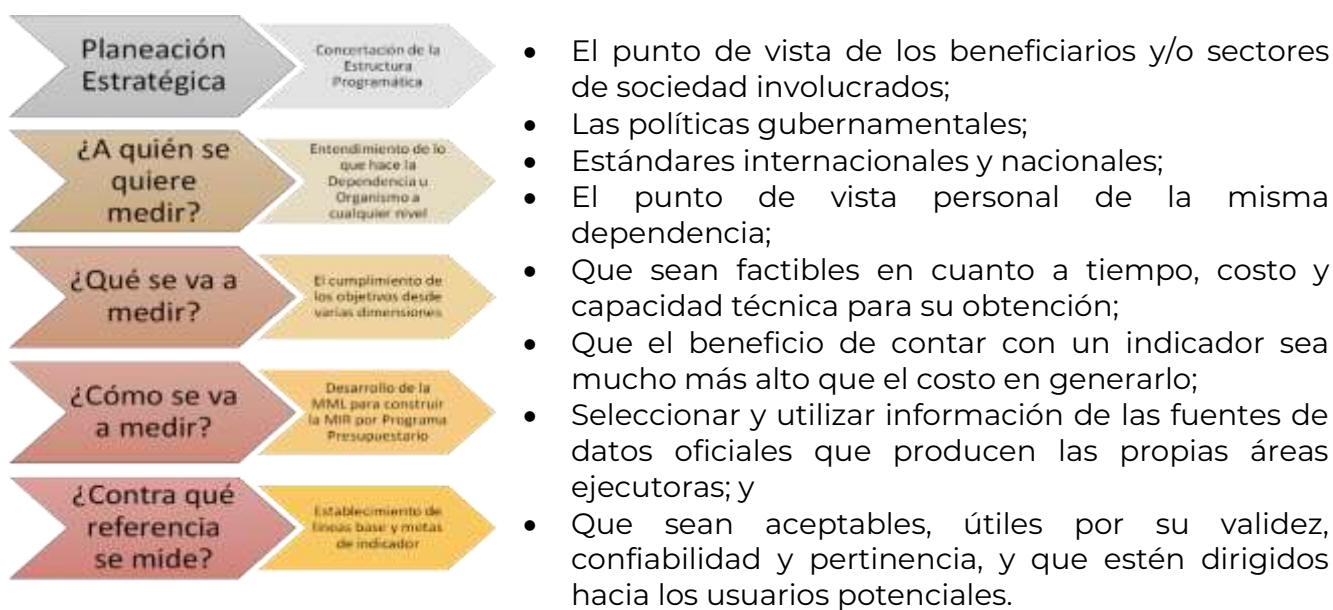 Planeación
Estratégica
Concertación de la
Estructura
Programática
¿A quién se
quiere
medir?
Entendimiento de lo
que hace la
Dependencia u
Organismo a
cualquier nivel
¿Qué se va a
medir?
El cumplimiento de
los objetivos desde
varias dimensiones
¿Cómo se va
a medir?
Desarrollo de la
MML para construir
la MIR por Programa
Presupuestario
¿Contra qué
referencia
se mide?
Establecimiento de
líneas base y metas
de indicador
• El punto de vista de los beneficiarios y/o sectores
de sociedad involucrados;
• Las políticas gubernamentales;
• Estándares internacionales y nacionales;
• El punto de vista personal de la misma
dependencia;
• Que sean factibles en cuanto a tiempo, costo y
capacidad técnica para su obtención;
• Que el beneficio de contar con un indicador sea
mucho más alto que el costo en generarlo;
• Seleccionar y utilizar información de las fuentes de
datos oficiales que producen las propias áreas
ejecutoras; y
• Que sean aceptables, útiles por su validez,
confiabilidad y pertinencia, y que estén dirigidos
hacia los usuarios potenciales.